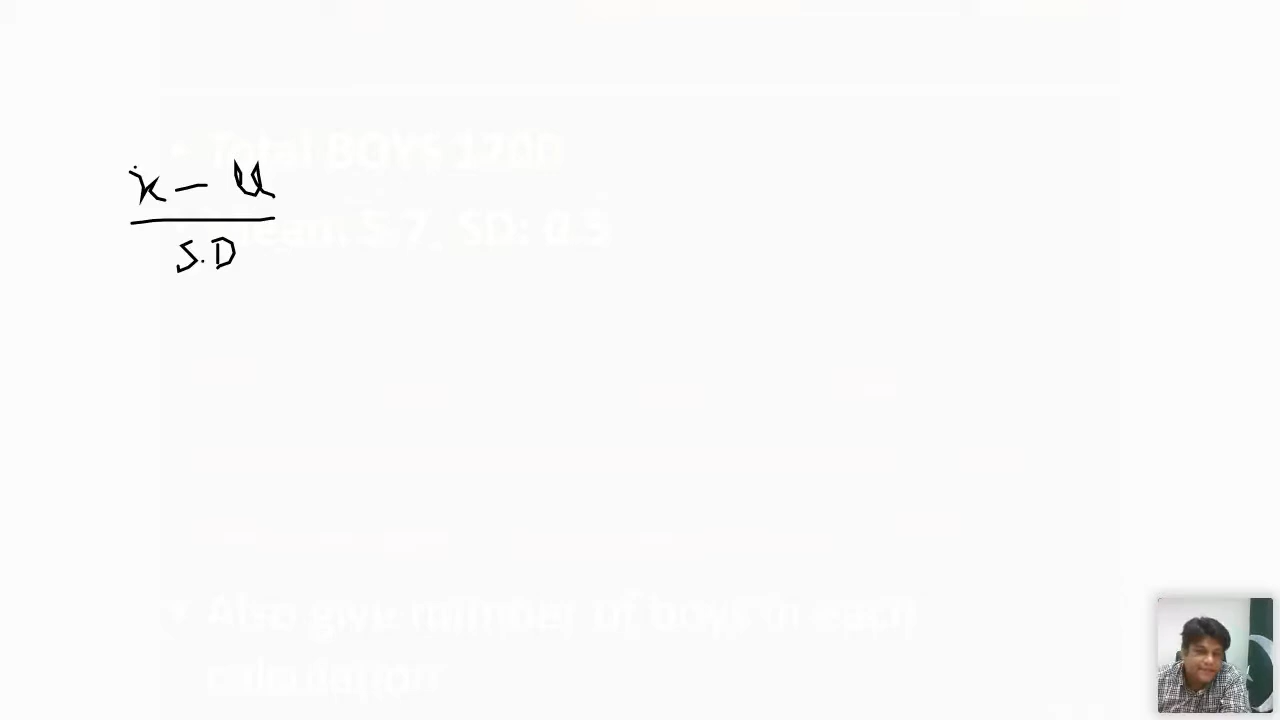 • Total BOYS 1200
x – u
• Mean: 5.7, SD: 0.3
S.D
• Also give number of boys in each
calculation